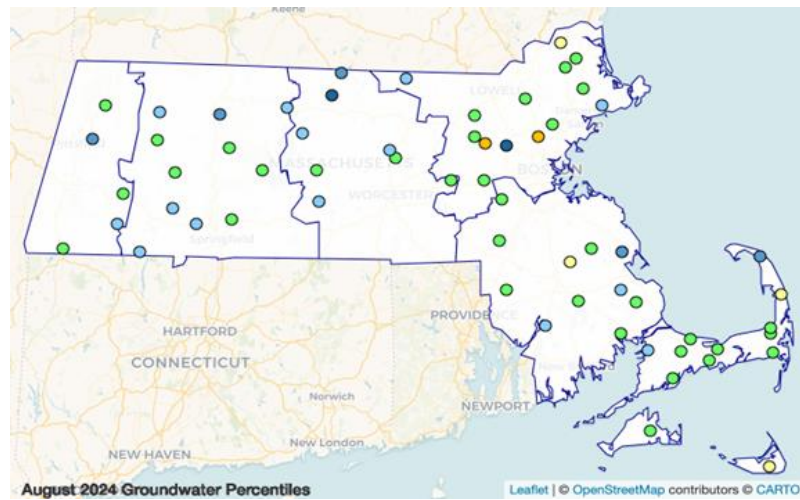 Keene
LOWELL
MASSACHUSETTS
BOSTON
WORCESTER
Springfield
PROVIDENCE
HARTFORD
CONNECTICUT
Norwich
NEWPORT
New London
NEW HAVEN
August 2024 Groundwater Percentiles
Leaflet | © OpenStreetMap contributors © CARTO